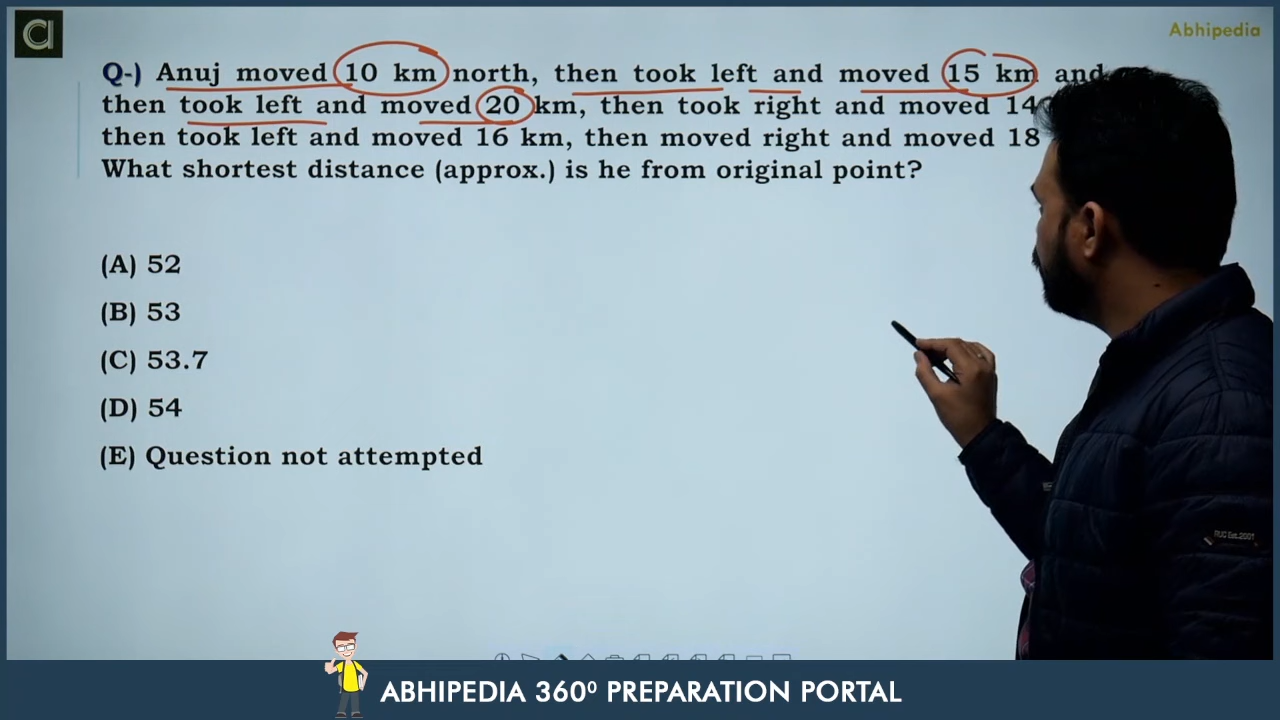 Abhipedia
Q-) Anuj moved 10 km north, then took left and moved 15 km and
then took left and moved 20 km, then took right and moved 14
then took left and moved 16 km, then moved right and moved 18
What shortest distance (approx.) is he from original point?
(A) 52
(B) 53
(C) 53.7
(D) 54
(E) Question not attempted
ABHIPEDIA 360⁰ PREPARATION PORTAL